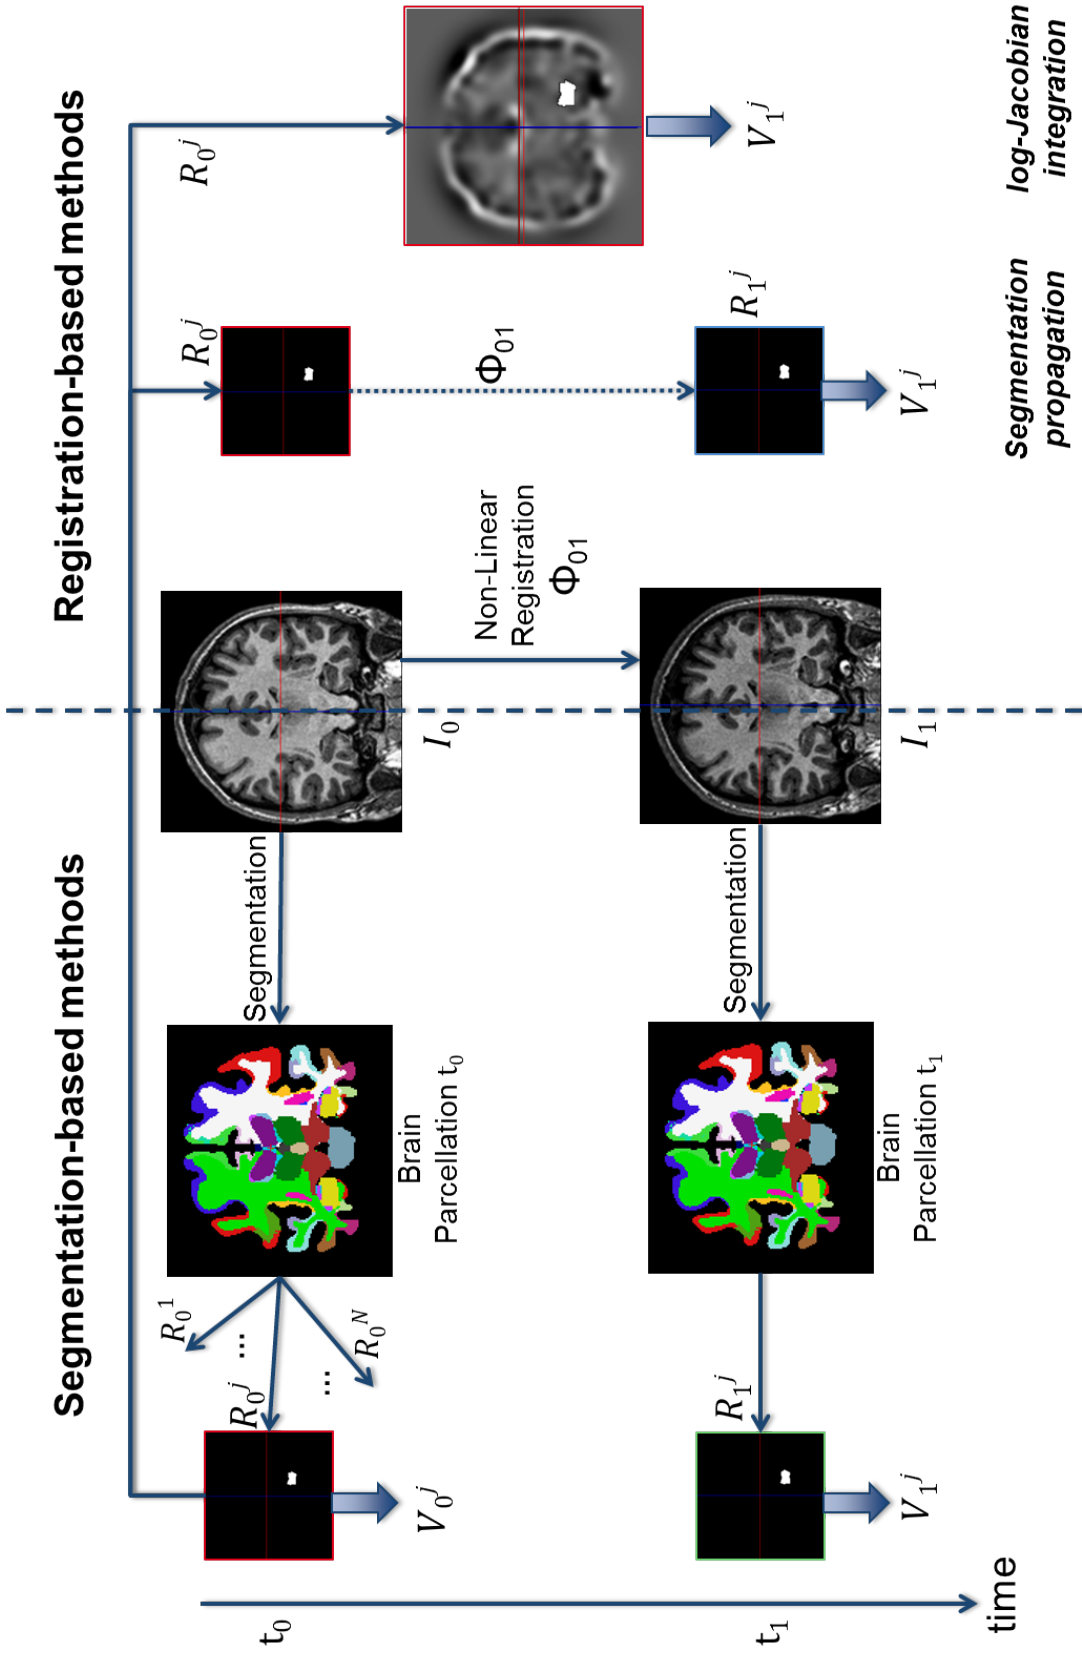 Segmentation-based methods
Registration-based methods
t₀
R₀ʲ
V₀ʲ
R₀¹
...
...
R₀ᴺ
Brain
Parcellation t₀
Segmentation
I₀
Non-Linear
Registration
Φ₀₁
R₀ʲ
Φ₀₁
R₀ʲ
V₁ʲ
t₁
R₁ʲ
V₁ʲ
Brain
Parcellation t₁
Segmentation
I₁
R₁ʲ
V₁ʲ
time
Segmentation
propagation
log-Jacobian
integration